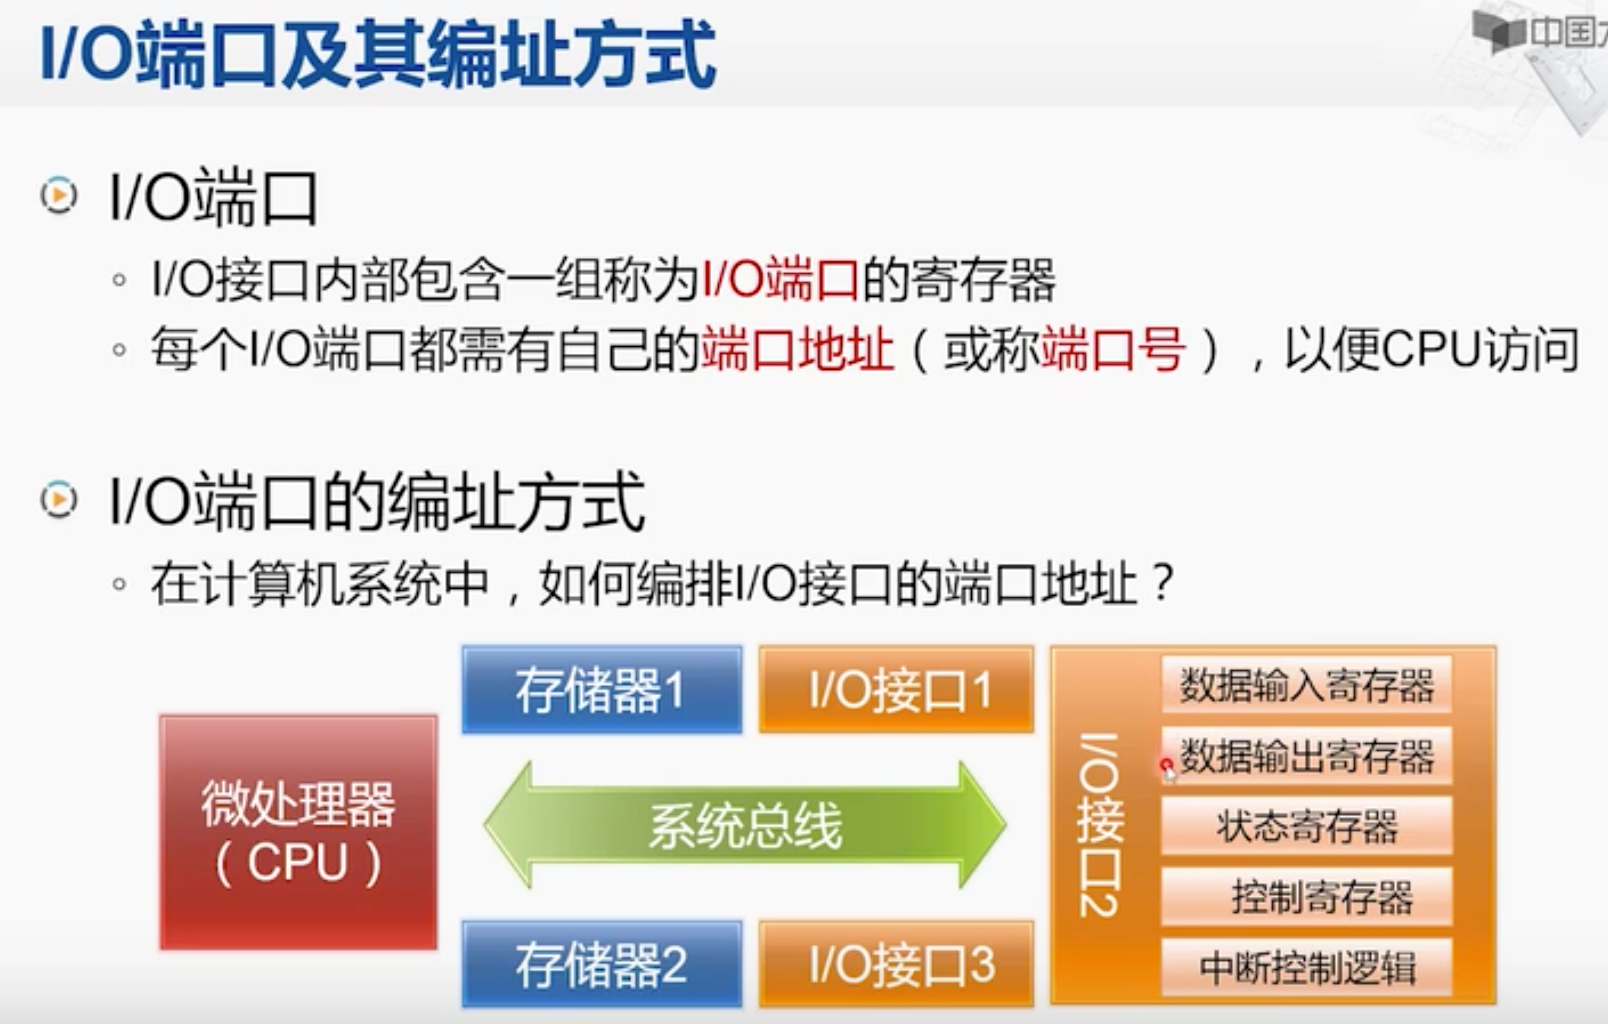 I/O端口及其编址方式
中国
I/O端口
I/O接口内部包含一组称为I/O端口的寄存器
每个I/O端口都需有自己的端口地址（或称端口号），以便CPU访问
I/O端口的编址方式
在计算机系统中，如何编排I/O接口的端口地址？
微处理器
（CPU）
存储器1
I/O接口1
系统总线
存储器2
I/O接口3
I/O接口2
数据输入寄存器
数据输出寄存器
状态寄存器
控制寄存器
中断控制逻辑